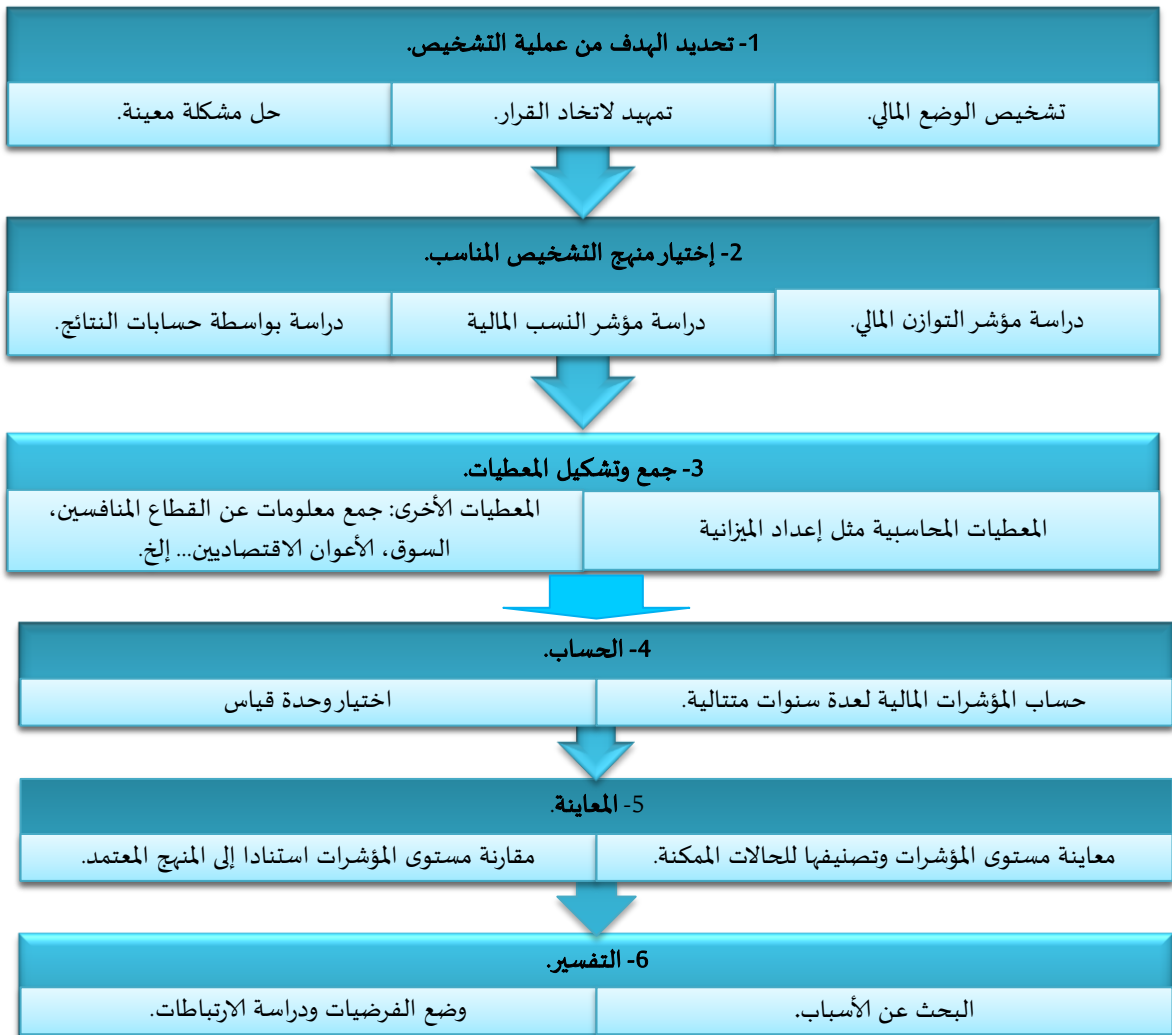 1- تحديد الهدف من عملية التشخيص.
تشخيص الوضع المالي.
تمهيد لاتخاد القرار.
حل مشكلة معينة.
2- إختيار منهج التشخيص المناسب.
دراسة مؤشر التوازن المالي.
دراسة مؤشر النسب المالية
دراسة بواسطة حسابات النتائج.
3- جمع وتشكيل المعطيات.
المعطيات المحاسبية مثل إعداد الميزانية
المعطيات الأخرى: جمع معلومات عن القطاع المنافسين،
السوق، الأعوان الاقتصاديين... إلخ.
4- الحساب.
حساب المؤشرات المالية لعدة سنوات متتالية.
اختيار وحدة قياس
5- المعاينة.
معاينة مستوى المؤشرات وتصنيفها للحالات الممكنة.
مقارنة مستوى المؤشرات استنادا إلى المنهج المعتمد.
6- التفسير.
البحث عن الأسباب.
وضع الفرضيات ودراسة الارتباطات.